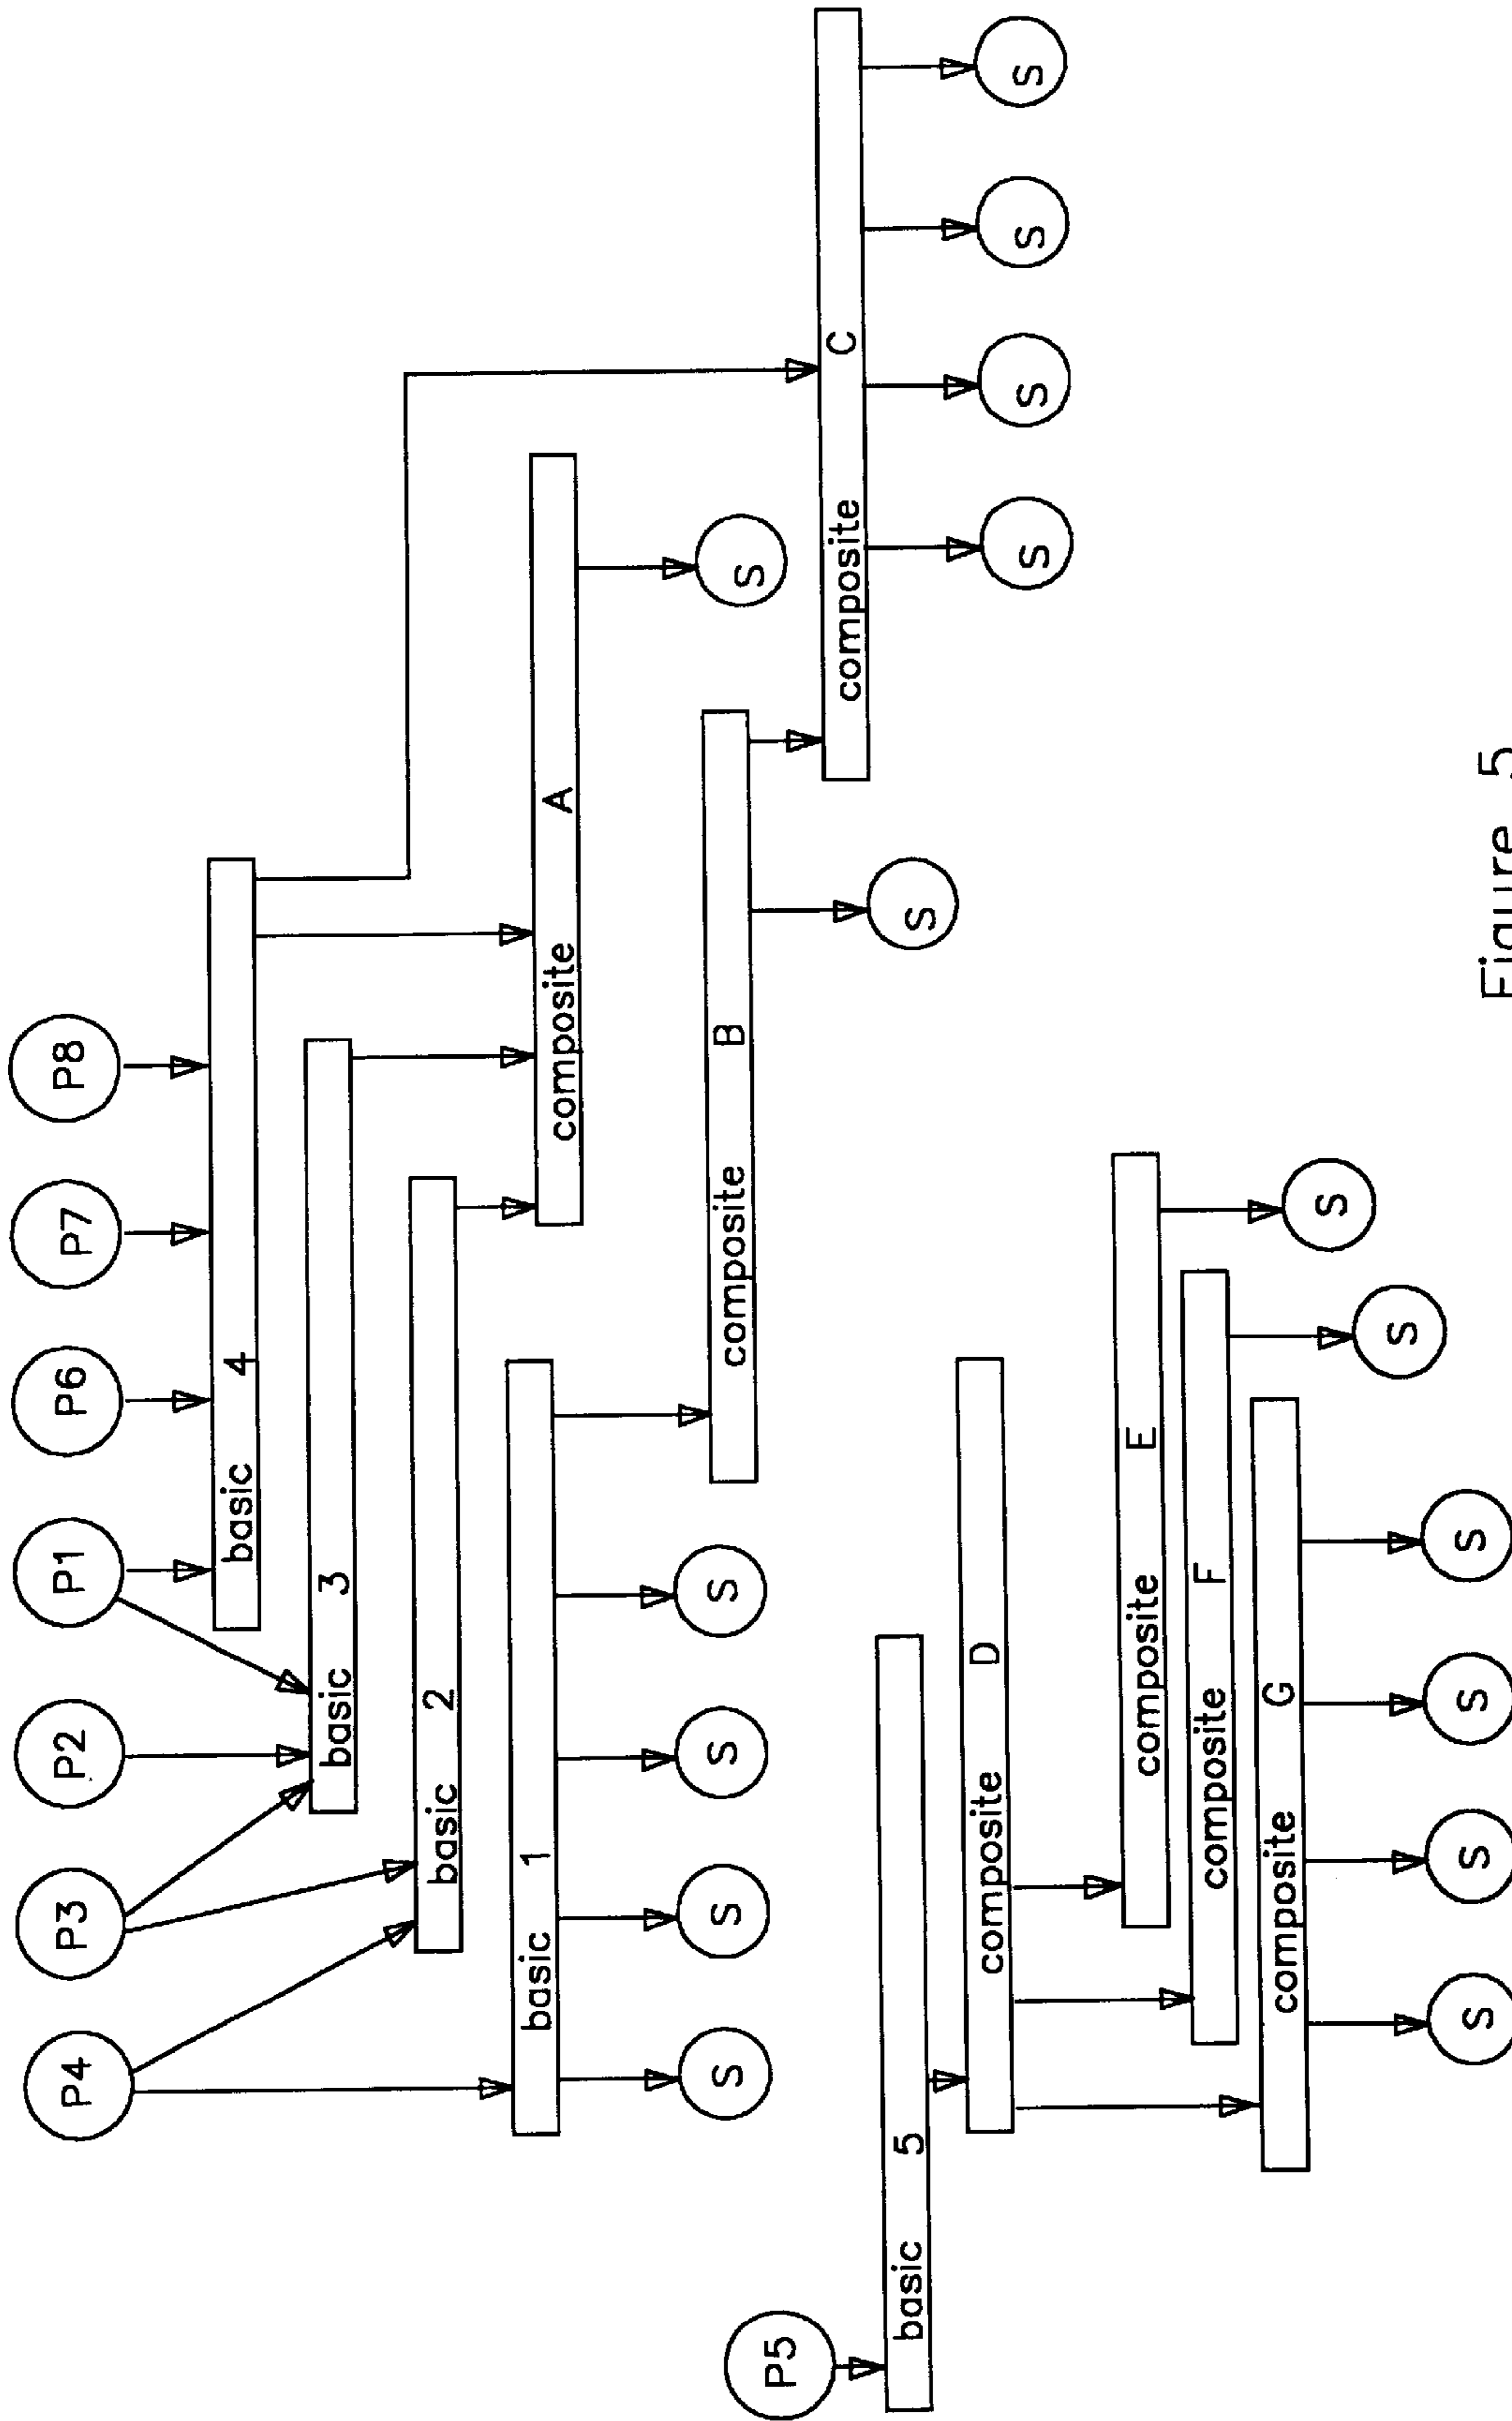 P4 P3 P2 P1 P6 P7 P8
basic 4
basic 3
basic 2
basic 1
composite A
S S S S
composite B
S
P5
composite C
basic 5
S
composite D
S S S S
composite E
composite F
composite G
S
S
S S S S
Figure 5